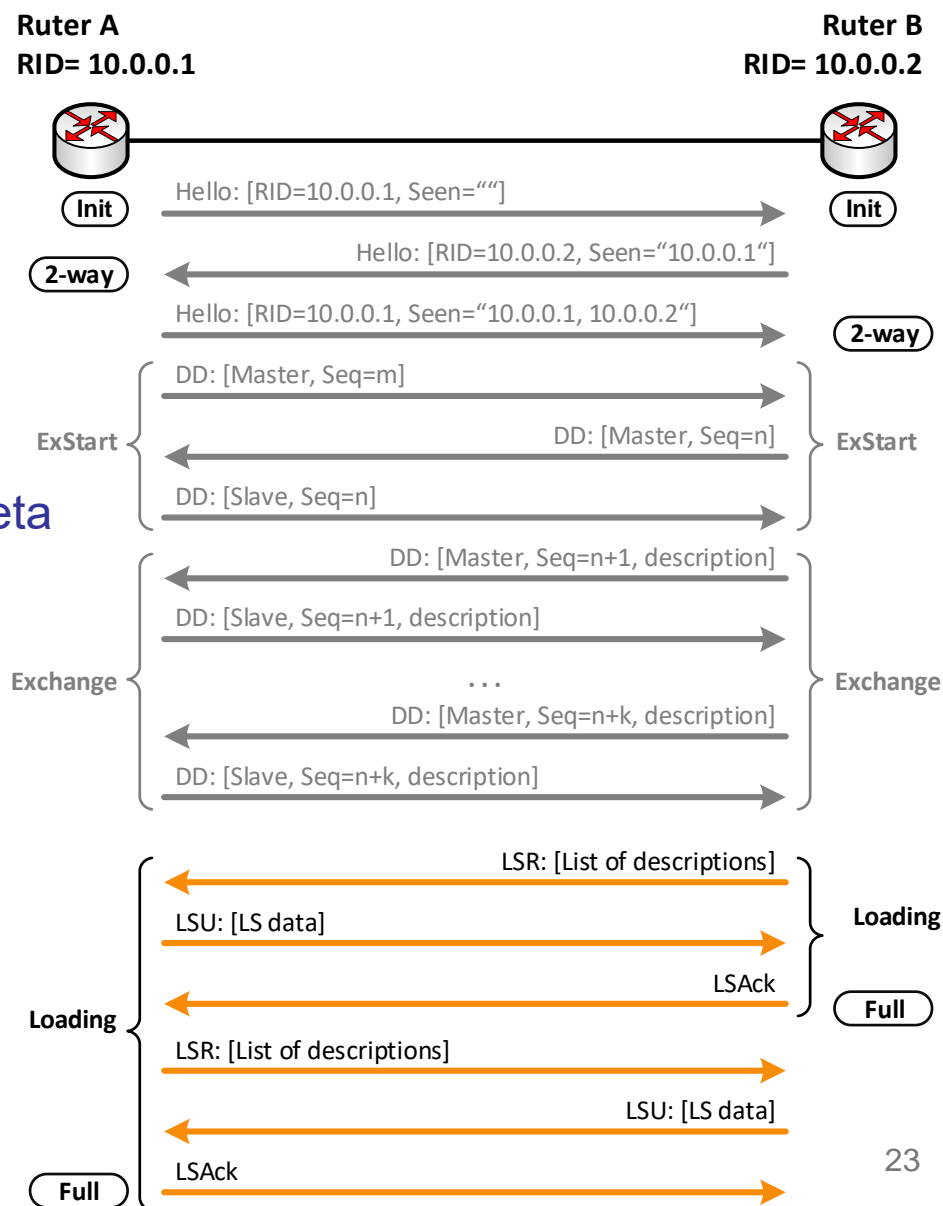 Ruter A
RID= 10.0.0.1
Ruter B
RID= 10.0.0.2
Init
Hello: [RID=10.0.0.1, Seen=““]
Init
Hello: [RID=10.0.0.2, Seen=“10.0.0.1“]
2-way
Hello: [RID=10.0.0.1, Seen=“10.0.0.1, 10.0.0.2“]
2-way
DD: [Master, Seq=m]
ExStart
DD: [Master, Seq=n]
ExStart
DD: [Slave, Seq=n]
eta
DD: [Master, Seq=n+1, description]
DD: [Slave, Seq=n+1, description]
Exchange
...
Exchange
DD: [Master, Seq=n+k, description]
DD: [Slave, Seq=n+k, description]
LSR: [List of descriptions]
LSU: [LS data]
Loading
LSAck
Full
Loading
LSR: [List of descriptions]
LSU: [LS data]
LSAck
Full
23